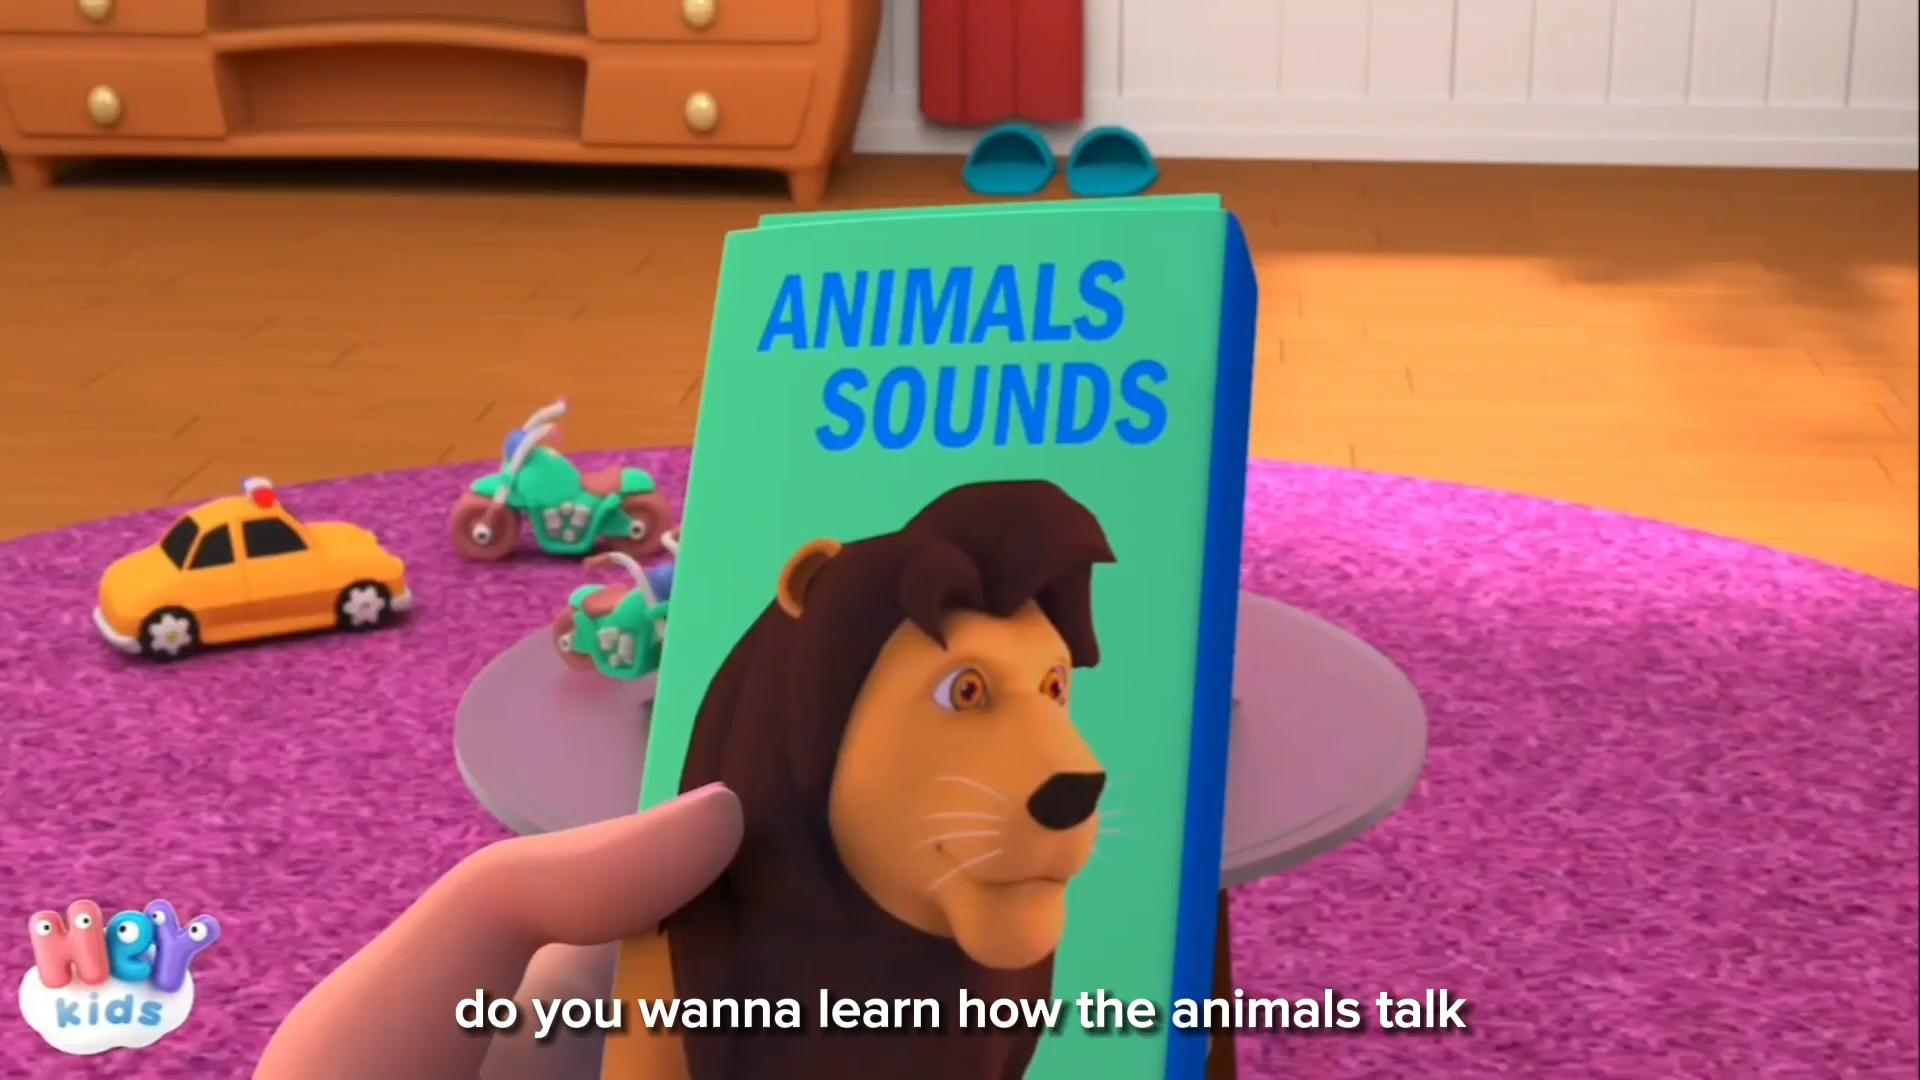 ANIMALS
SOUNDS
HEY
kids
do you wanna learn how the animals talk